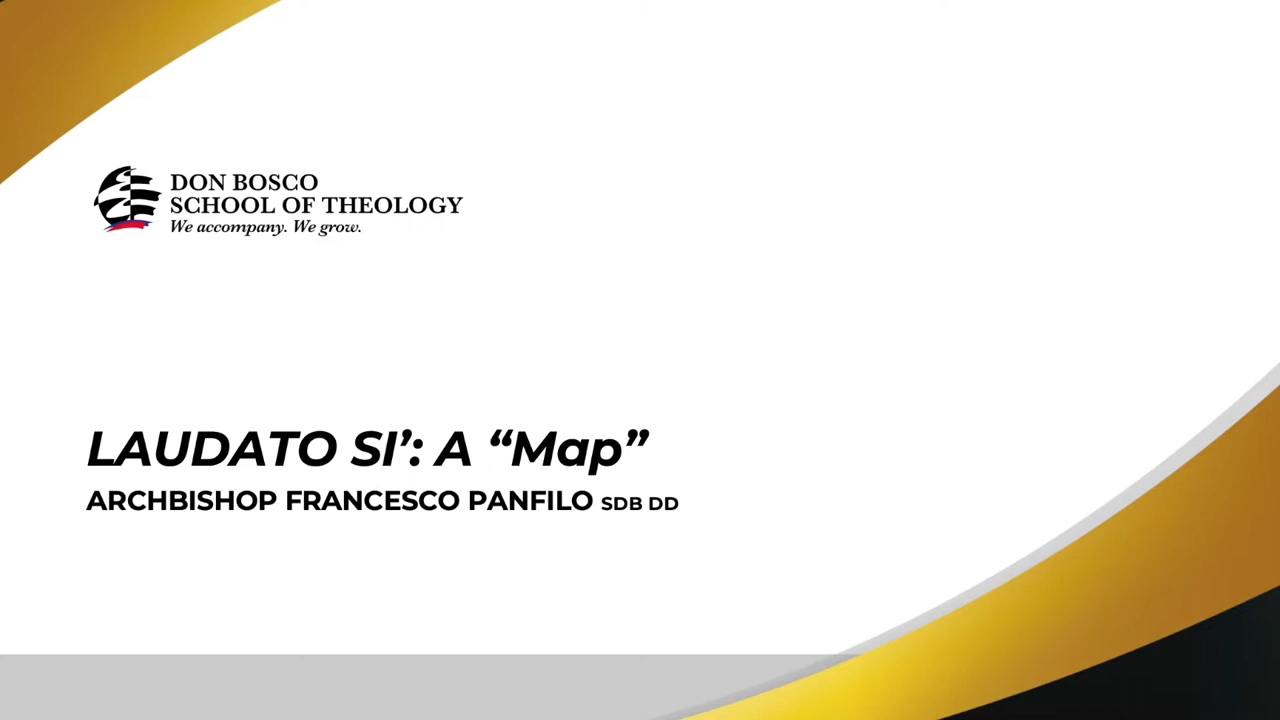 DON BOSCO
SCHOOL OF THEOLOGY
We accompany. We grow.
LAUDATO SI’: A “Map”
ARCHBISHOP FRANCESCO PANFILO SDB DD